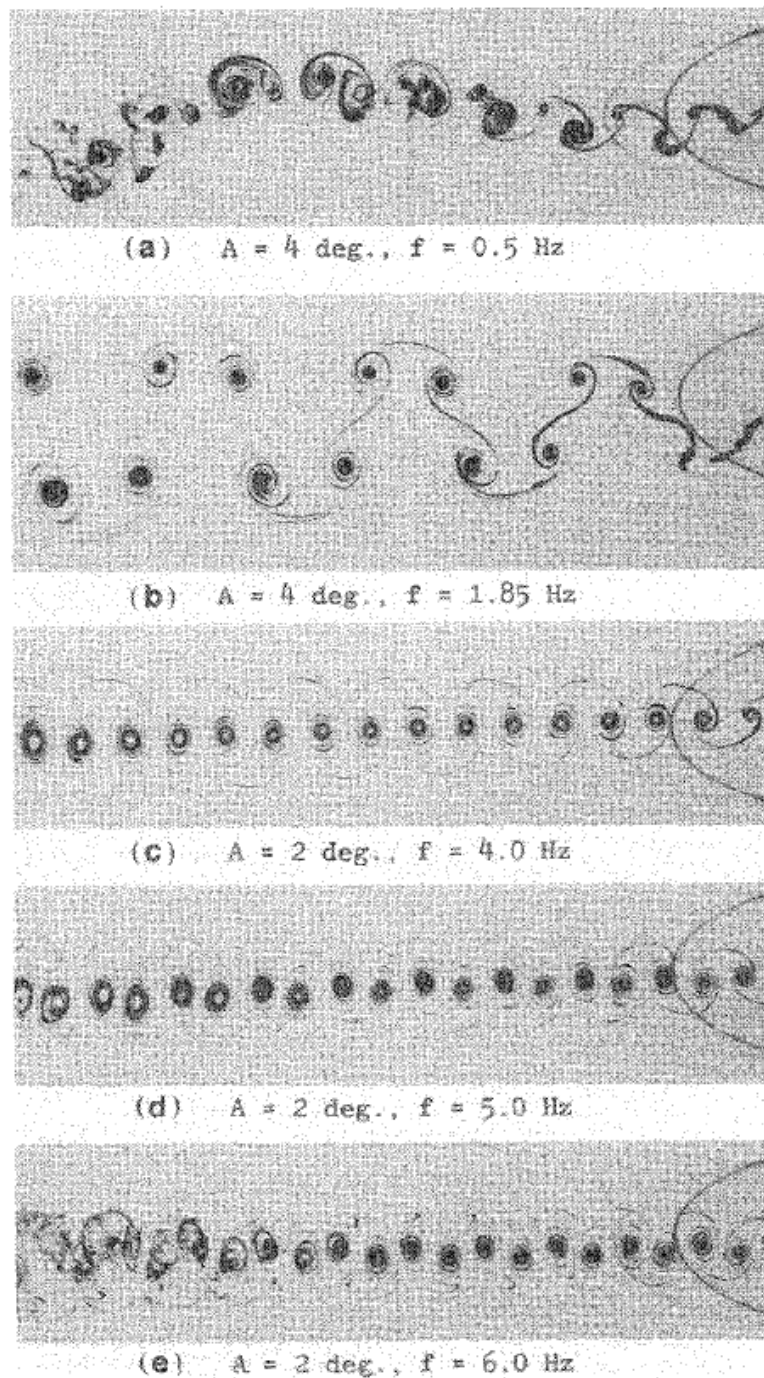 (a) A = 4 deg., f = 0.5 Hz
(b) A = 4 deg., f = 1.85 Hz
(c) A = 2 deg., f = 4.0 Hz
(d) A = 2 deg., f = 5.0 Hz
(e) A = 2 deg., f = 6.0 Hz